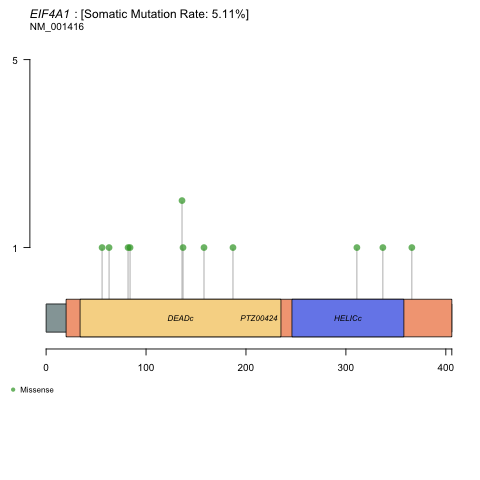 EIF4A1 : [Somatic Mutation Rate: 5.11%]
NM_001416
5
1
DEADc PTZ00424 HELICc
0 100 200 300 400
Missense